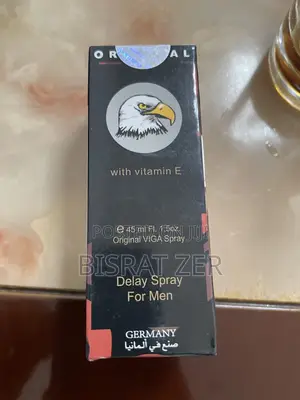 with vitamin E
℮ 45 ml Fl. 1.5oz.
Original VIGA Spray
BISRAT ZER
Delay Spray
For Men
GERMANY
صنع في ألمانيا